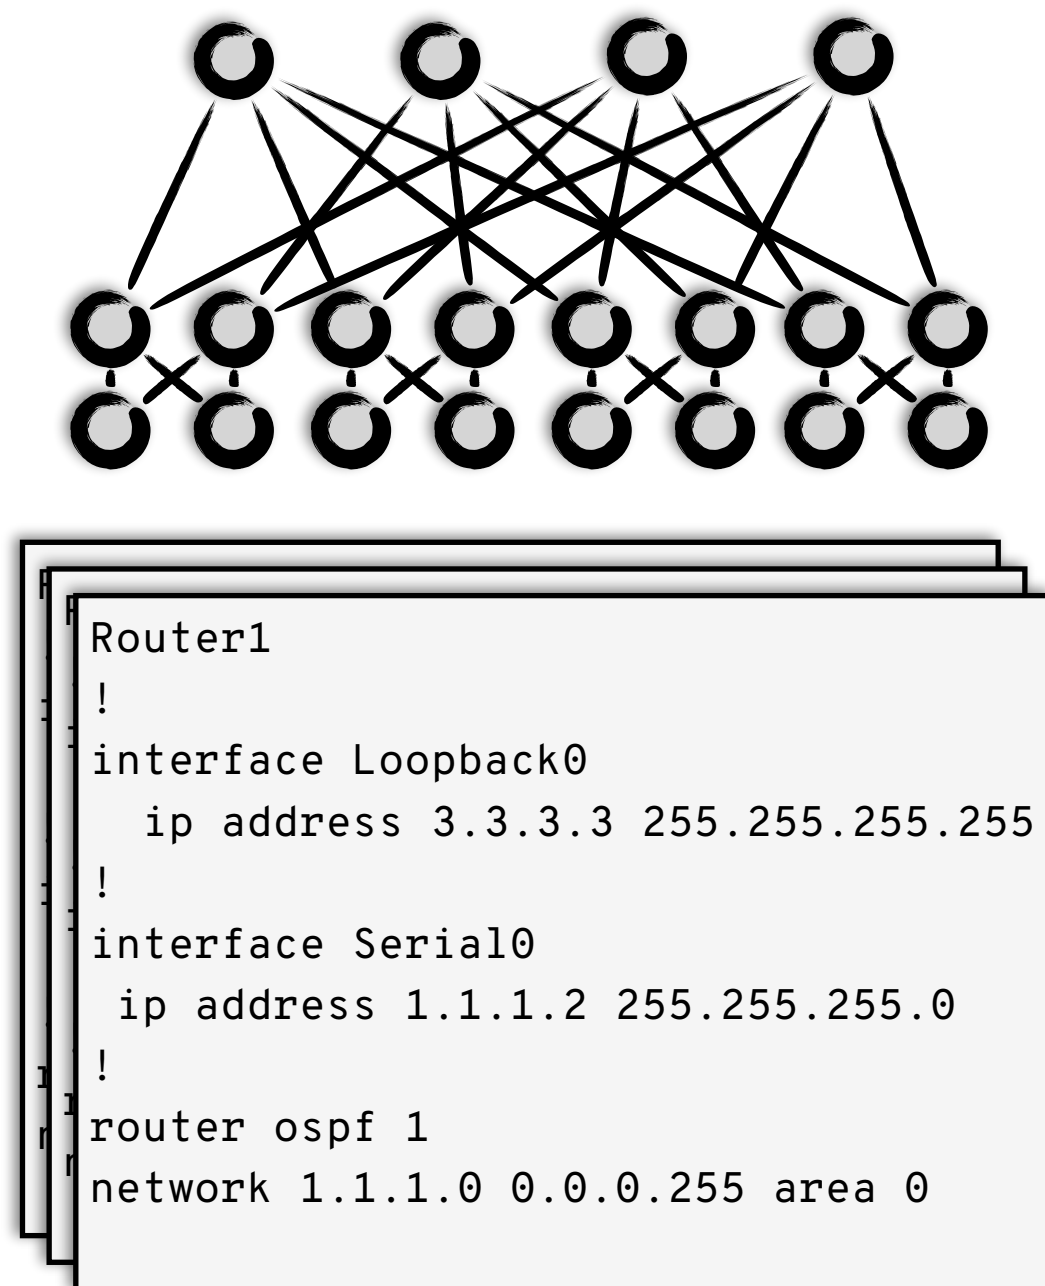 Router1
!
interface Loopback0
  ip address 3.3.3.3 255.255.255.255
!
interface Serial0
 ip address 1.1.1.2 255.255.255.0
!
router ospf 1
network 1.1.1.0 0.0.0.255 area 0